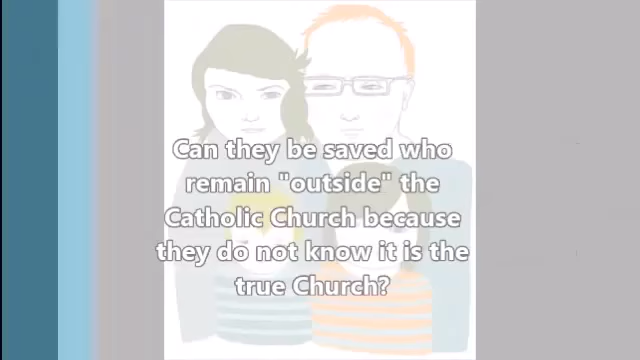 Can they be saved who
remain "outside" the
Catholic Church because
they do not know it is the
true Church?